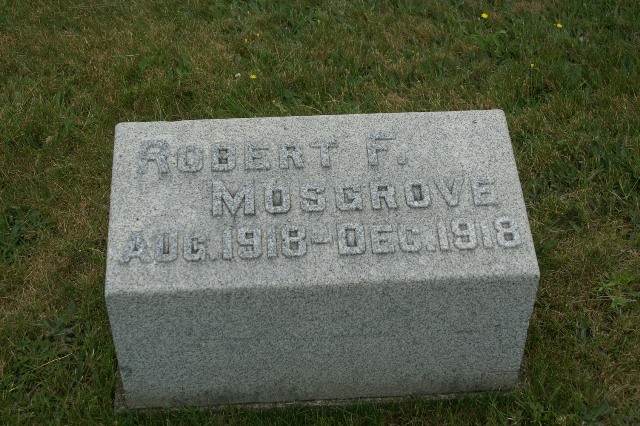 ROBERT F.
MOSGROVE
AUG. 1918-DEC. 1918